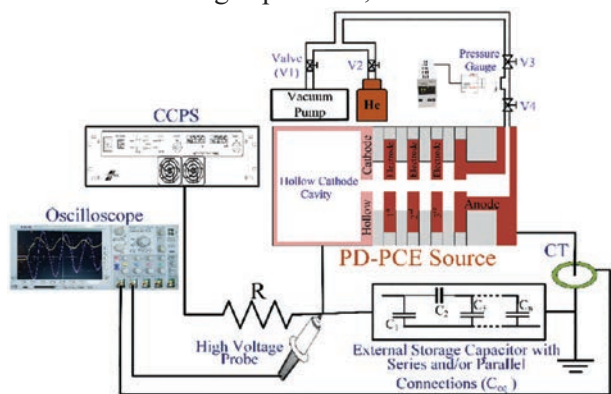 Valve
(V1)
V2
Pressure
Gauge
V3
V4
Vacuum
Pump
He
CCPS
Cathode
Hollow
Hollow Cathode
Cavity
Electrode
Electrode
Electrode
Anode
Oscilloscope
PD-PCE Source
CT
R
C1
C2
High Voltage
Probe
External Storage Capacitor with
Series and/or Parallel
Connections (Ceq)